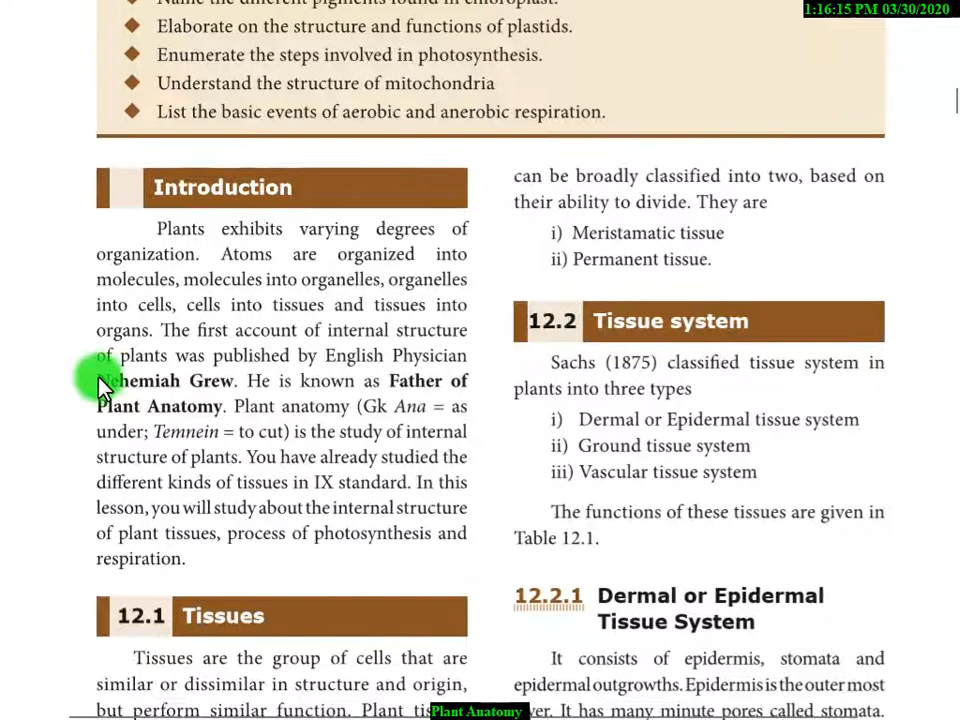 1:16:15 PM 03/30/2020
Name the different pigments found in chloroplast.
◆ Elaborate on the structure and functions of plastids.
◆ Enumerate the steps involved in photosynthesis.
◆ Understand the structure of mitochondria
◆ List the basic events of aerobic and anerobic respiration.
Introduction
Plants exhibits varying degrees of
organization. Atoms are organized into
molecules, molecules into organelles, organelles
into cells, cells into tissues and tissues into
organs. The first account of internal structure
of plants was published by English Physician
Nehemiah Grew. He is known as Father of
Plant Anatomy. Plant anatomy (Gk Ana = as
under; Temnein = to cut) is the study of internal
structure of plants. You have already studied the
different kinds of tissues in IX standard. In this
lesson, you will study about the internal structure
of plant tissues, process of photosynthesis and
respiration.
12.1 Tissues
Tissues are the group of cells that are
similar or dissimilar in structure and origin,
but perform similar function. Plant
can be broadly classified into two, based on
their ability to divide. They are
i) Meristamatic tissue
ii) Permanent tissue.
12.2 Tissue system
Sachs (1875) classified tissue system in
plants into three types
i) Dermal or Epidermal tissue system
ii) Ground tissue system
iii) Vascular tissue system
The functions of these tissues are given in
Table 12.1.
12.2.1 Dermal or Epidermal
Tissue System
It consists of epidermis, stomata and
epidermal outgrowths. Epidermis is the outer most
It has many minute pores called stomata.
Plant Anatomy